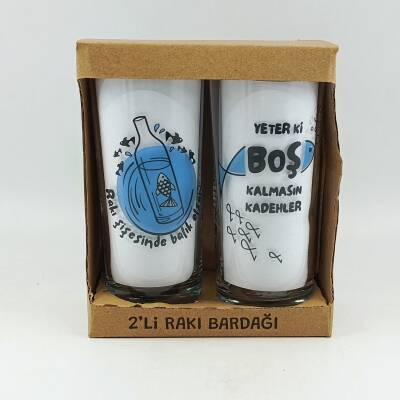 Rakı şişesinde balık olsam
YETER Kİ
BOŞ
KALMASIN
KADEHLER
2'Lİ RAKI BARDAĞI